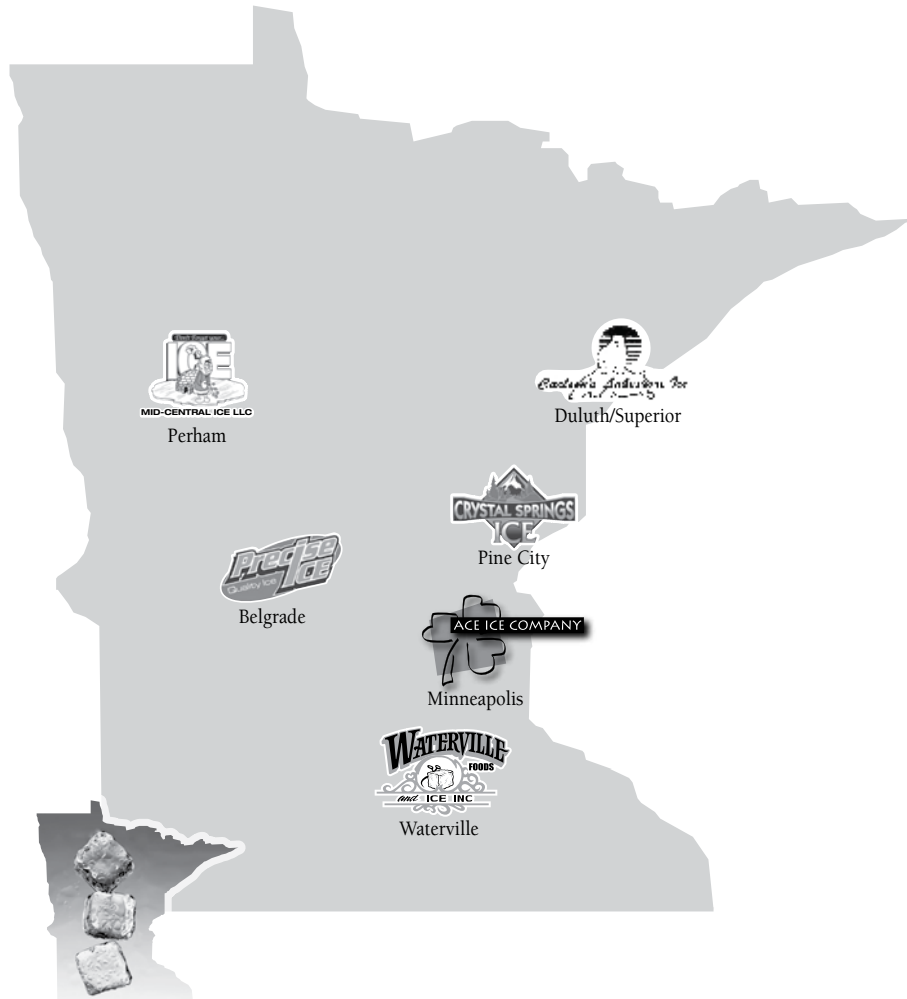 ICE
MID-CENTRAL ICE LLC
Perham
Duluth/Superior
CRYSTAL SPRINGS
ICE
Pine City
Precise
ICE
Quality Ice
Belgrade
ACE ICE COMPANY
Minneapolis
WATERVILLE
FOODS
and ICE INC
Waterville